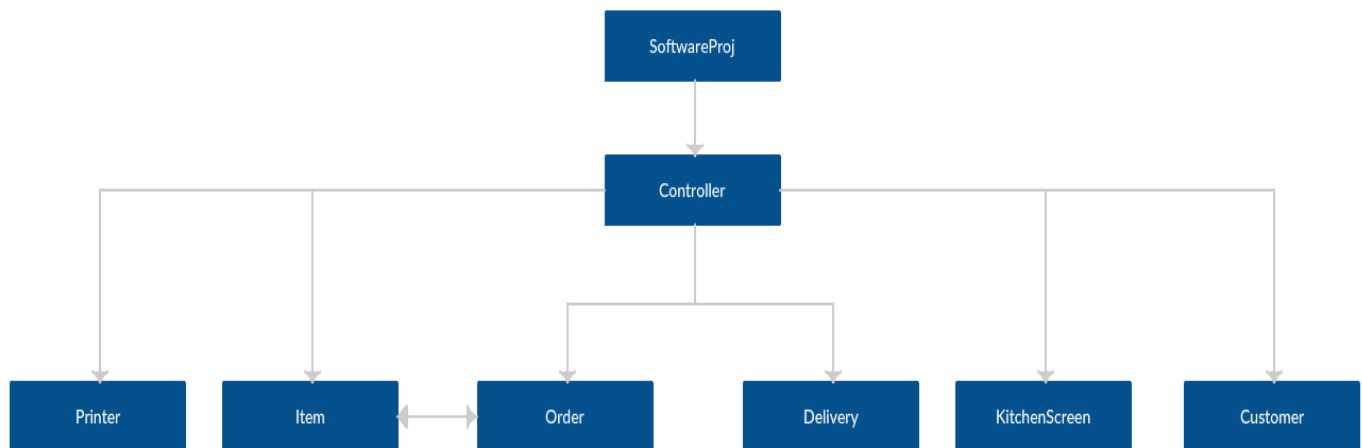 SoftwareProj
Controller
Printer
Item
Order
Delivery
KitchenScreen
Customer